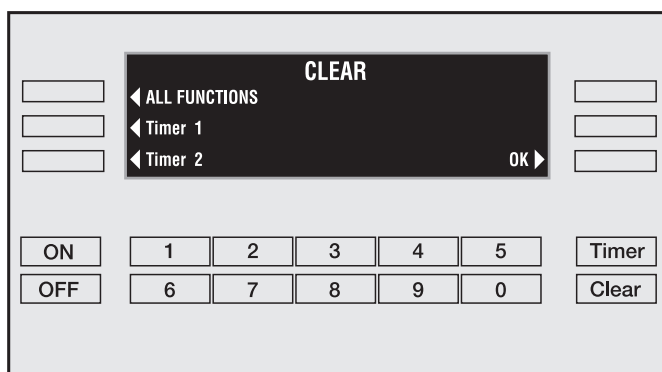 CLEAR
ALL FUNCTIONS
Timer 1
Timer 2 OK
ON 1 2 3 4 5 Timer
OFF 6 7 8 9 0 Clear